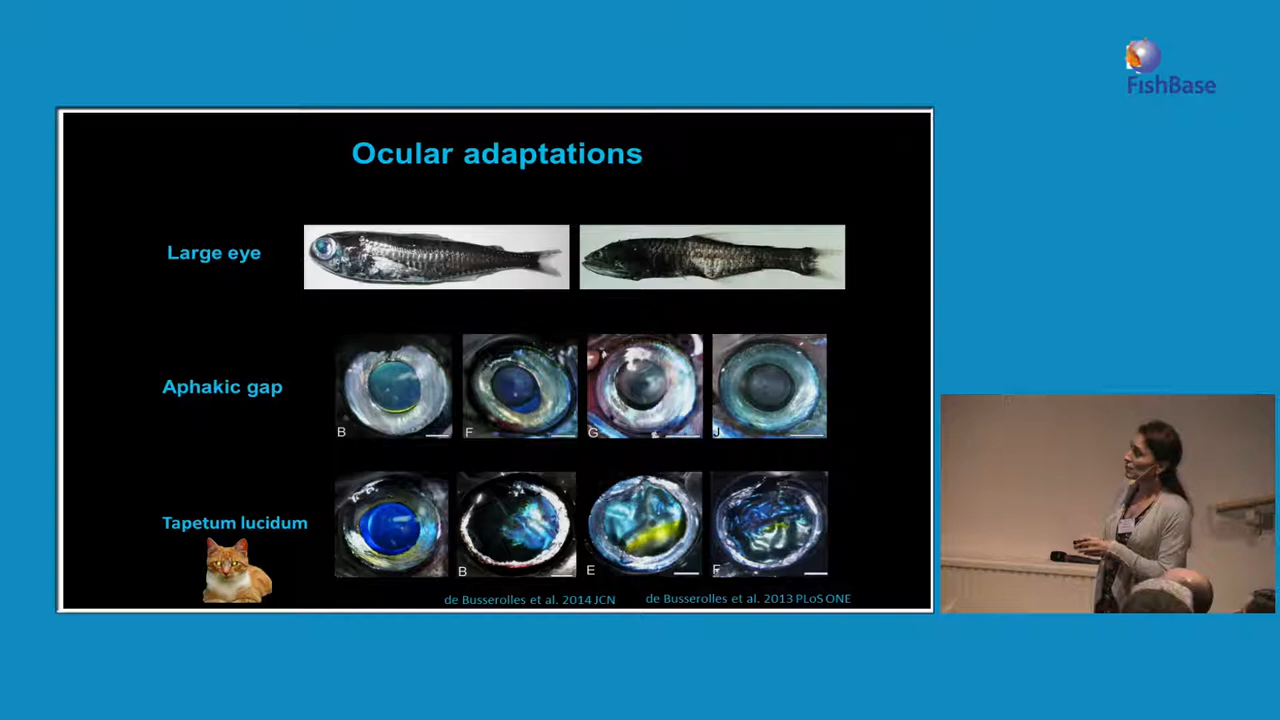 FishBase
Ocular adaptations
Large eye
Aphakic gap
B
F
G
J
Tapetum lucidum
B
E
F
de Busserolles et al. 2014 JCN
de Busserolles et al. 2013 PLoS ONE